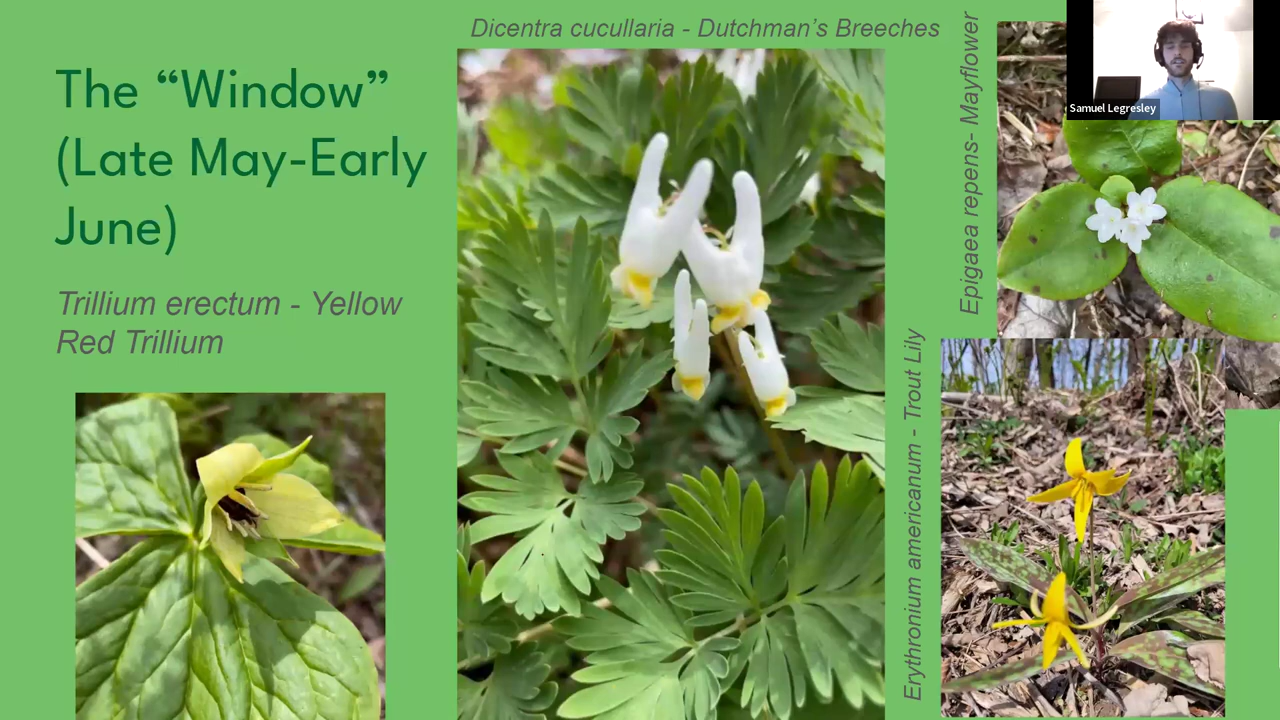 The “Window”
(Late May-Early
June)
Trillium erectum - Yellow
Red Trillium
Dicentra cucullaria - Dutchman’s Breeches
Epigaea repens- Mayflower
Erythronium americanum - Trout Lily
Samuel Legresley